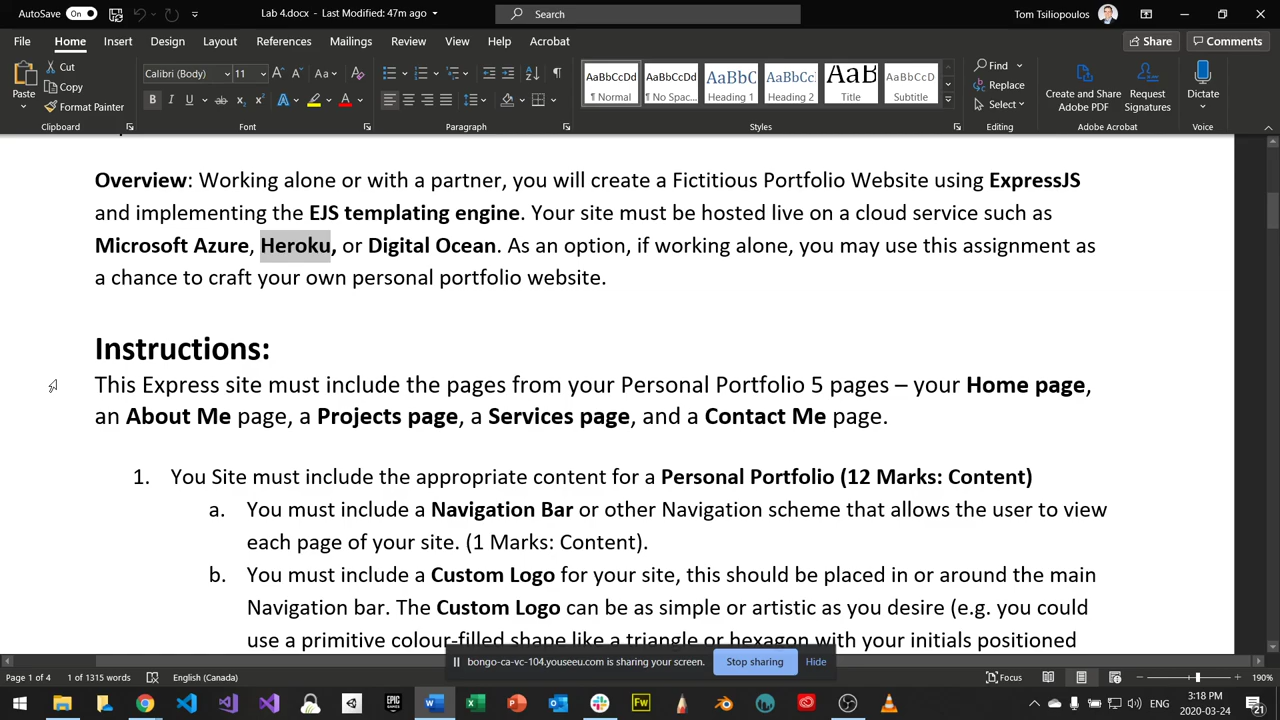 AutoSave On Lab 4.docx - Last Modified: 47m ago Search Tom Tsiliopoulos
File Home Insert Design Layout References Mailings Review View Help Acrobat Share Comments
Paste Cut Copy Format Painter
Clipboard
Calibri (Body) 11
Font
Paragraph
AaBbCcDd ¶ Normal
AaBbCcDd ¶ No Spac...
AaBbC Heading 1
AaBbCc Heading 2
AaB Title
AaBbCcD Subtitle
Styles
Find
Replace
Select
Editing
Create and Share Adobe PDF
Request Signatures
Adobe Acrobat
Dictate
Voice
Overview: Working alone or with a partner, you will create a Fictitious Portfolio Website using ExpressJS
and implementing the EJS templating engine. Your site must be hosted live on a cloud service such as
Microsoft Azure, Heroku, or Digital Ocean. As an option, if working alone, you may use this assignment as
a chance to craft your own personal portfolio website.
Instructions:
This Express site must include the pages from your Personal Portfolio 5 pages – your Home page,
an About Me page, a Projects page, a Services page, and a Contact Me page.
1. You Site must include the appropriate content for a Personal Portfolio (12 Marks: Content)
a. You must include a Navigation Bar or other Navigation scheme that allows the user to view
each page of your site. (1 Marks: Content).
b. You must include a Custom Logo for your site, this should be placed in or around the main
Navigation bar. The Custom Logo can be as simple or artistic as you desire (e.g. you could
use a primitive colour-filled shape like a triangle or hexagon with your initials positioned
bongo-ca-vc-104.youseeu.com is sharing your screen. Stop sharing Hide
Page 1 of 4 1 of 1315 words English (Canada) Focus 190%
3:18 PM
2020-03-24
21